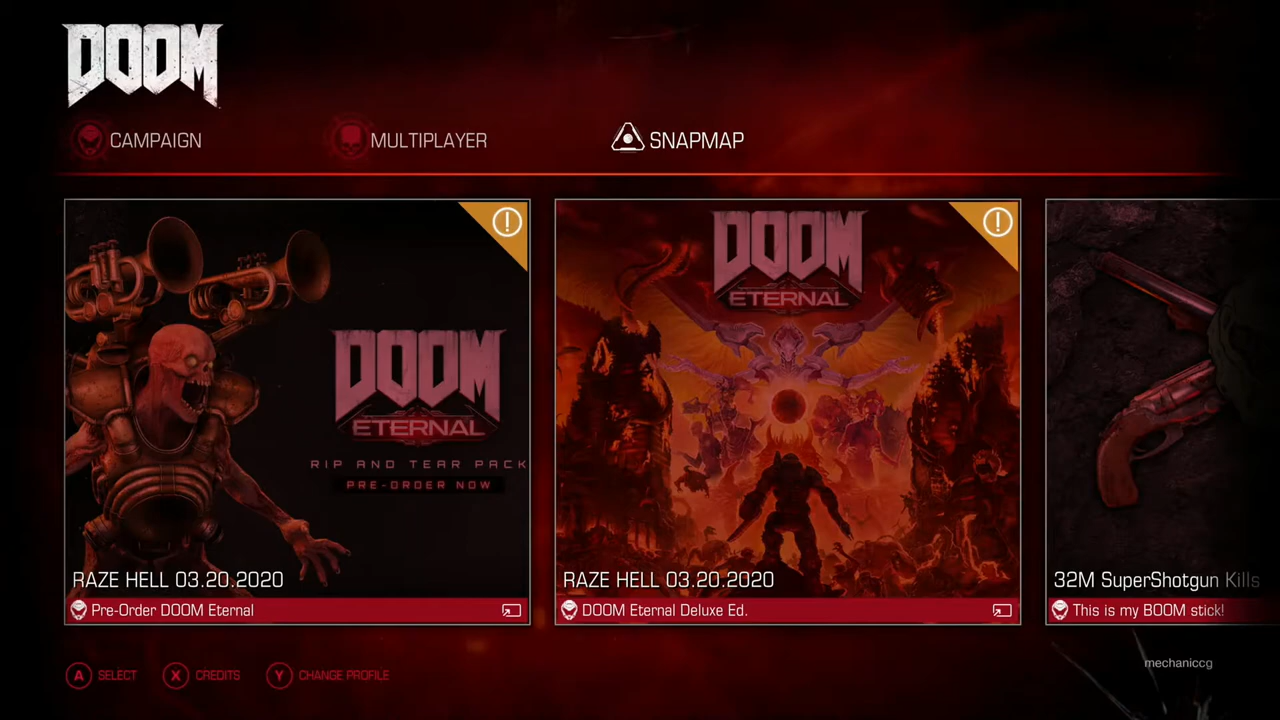 DOOM
CAMPAIGN
MULTIPLAYER
SNAPMAP
DOOM
ETERNAL
RIP AND TEAR PACK
PRE-ORDER NOW
RAZE HELL 03.20.2020
Pre-Order DOOM Eternal
DOOM
ETERNAL
RAZE HELL 03.20.2020
DOOM Eternal Deluxe Ed.
32M SuperShotgun Kills
This is my BOOM stick!
A SELECT
X CREDITS
Y CHANGE PROFILE
mechaniccg